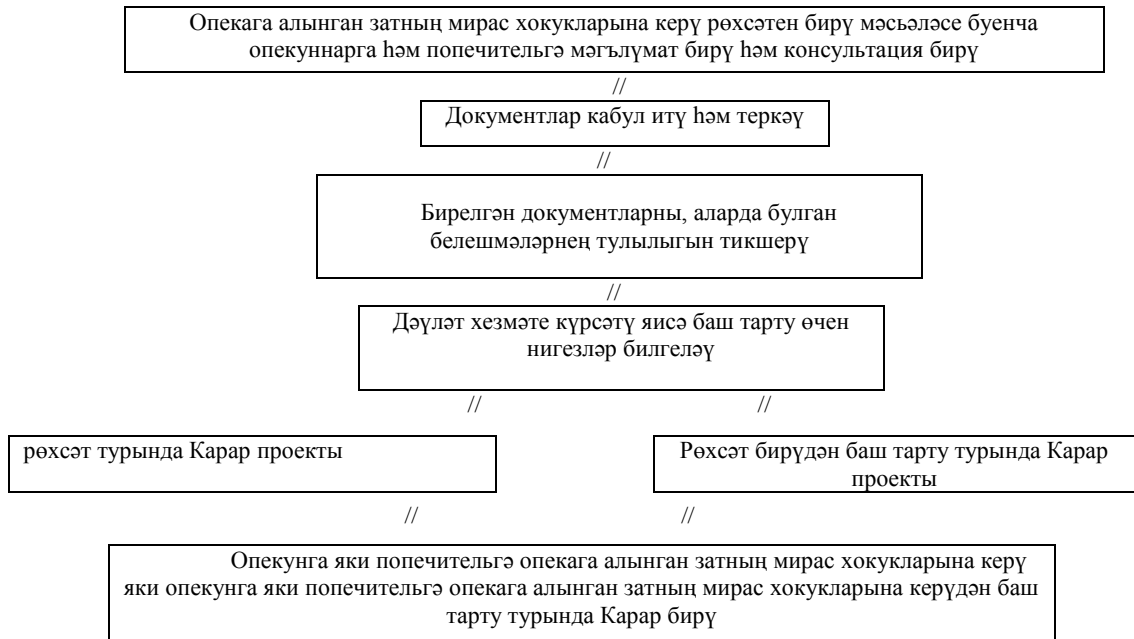 Опекага алынган затның мирас хокукларына керү рөхсәтен бирү мәсьәләсе буенча
опекуннарга һәм попечительгә мәгълүмат бирү һәм консультация бирү
//
Документлар кабул итү һәм теркәү
//
Бирелгән документларны, аларда булган
белешмәләрнең тулылыгын тикшерү
//
Дәүләт хезмәте күрсәтү яисә баш тарту өчен
нигезләр билгеләү
// //
рөхсәт турында Карар проекты
Рөхсәт бирүдән баш тарту турында Карар
проекты
// //
Опекунга яки попечительгә опекага алынган затның мирас хокукларына керү
яки опекунга яки попечительгә опекага алынган затның мирас хокукларына керүдән баш
тарту турында Карар бирү